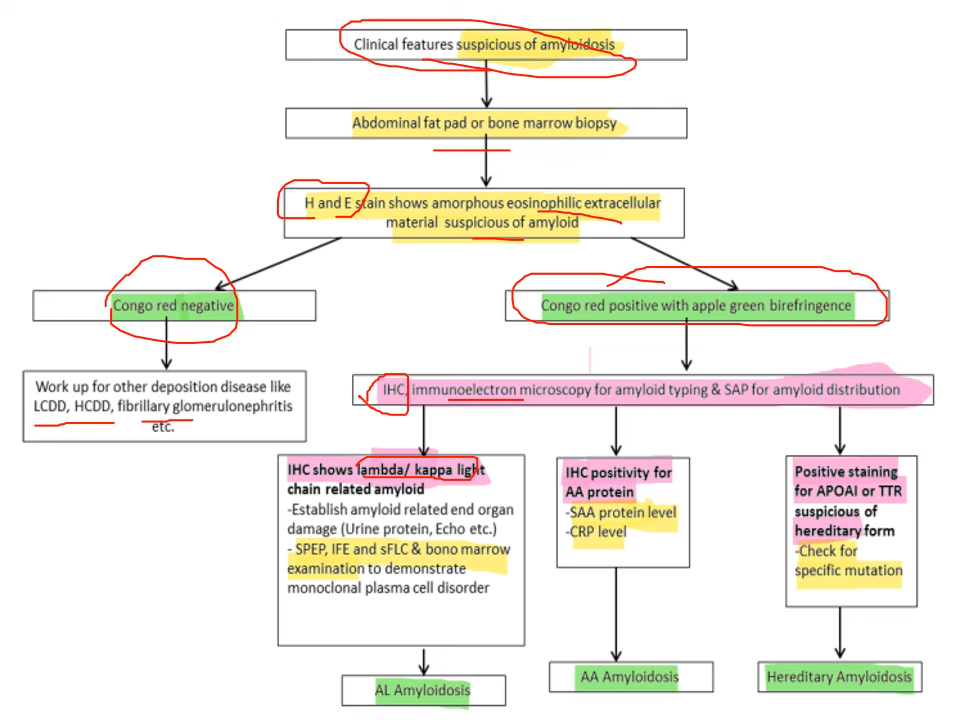 Clinical features suspicious of amyloidosis
Abdominal fat pad or bone marrow biopsy
H and E stain shows amorphous eosinophilic extracellular
material suspicious of amyloid
Congo red negative
Congo red positive with apple green birefringence
Work up for other deposition disease like
LCDD, HCDD, fibrillary glomerulonephritis
etc.
IHC, immunoelectron microscopy for amyloid typing & SAP for amyloid distribution
IHC shows lambda/ kappa light
chain related amyloid
-Establish amyloid related end organ
damage (Urine protein, Echo etc.)
- SPEP, IFE and sFLC & bono marrow
examination to demonstrate
monoclonal plasma cell disorder
IHC positivity for
AA protein
-SAA protein level
-CRP level
Positive staining
for APOAI or TTR
suspicious of
hereditary form
-Check for
specific mutation
AL Amyloidosis
AA Amyloidosis
Hereditary Amyloidosis